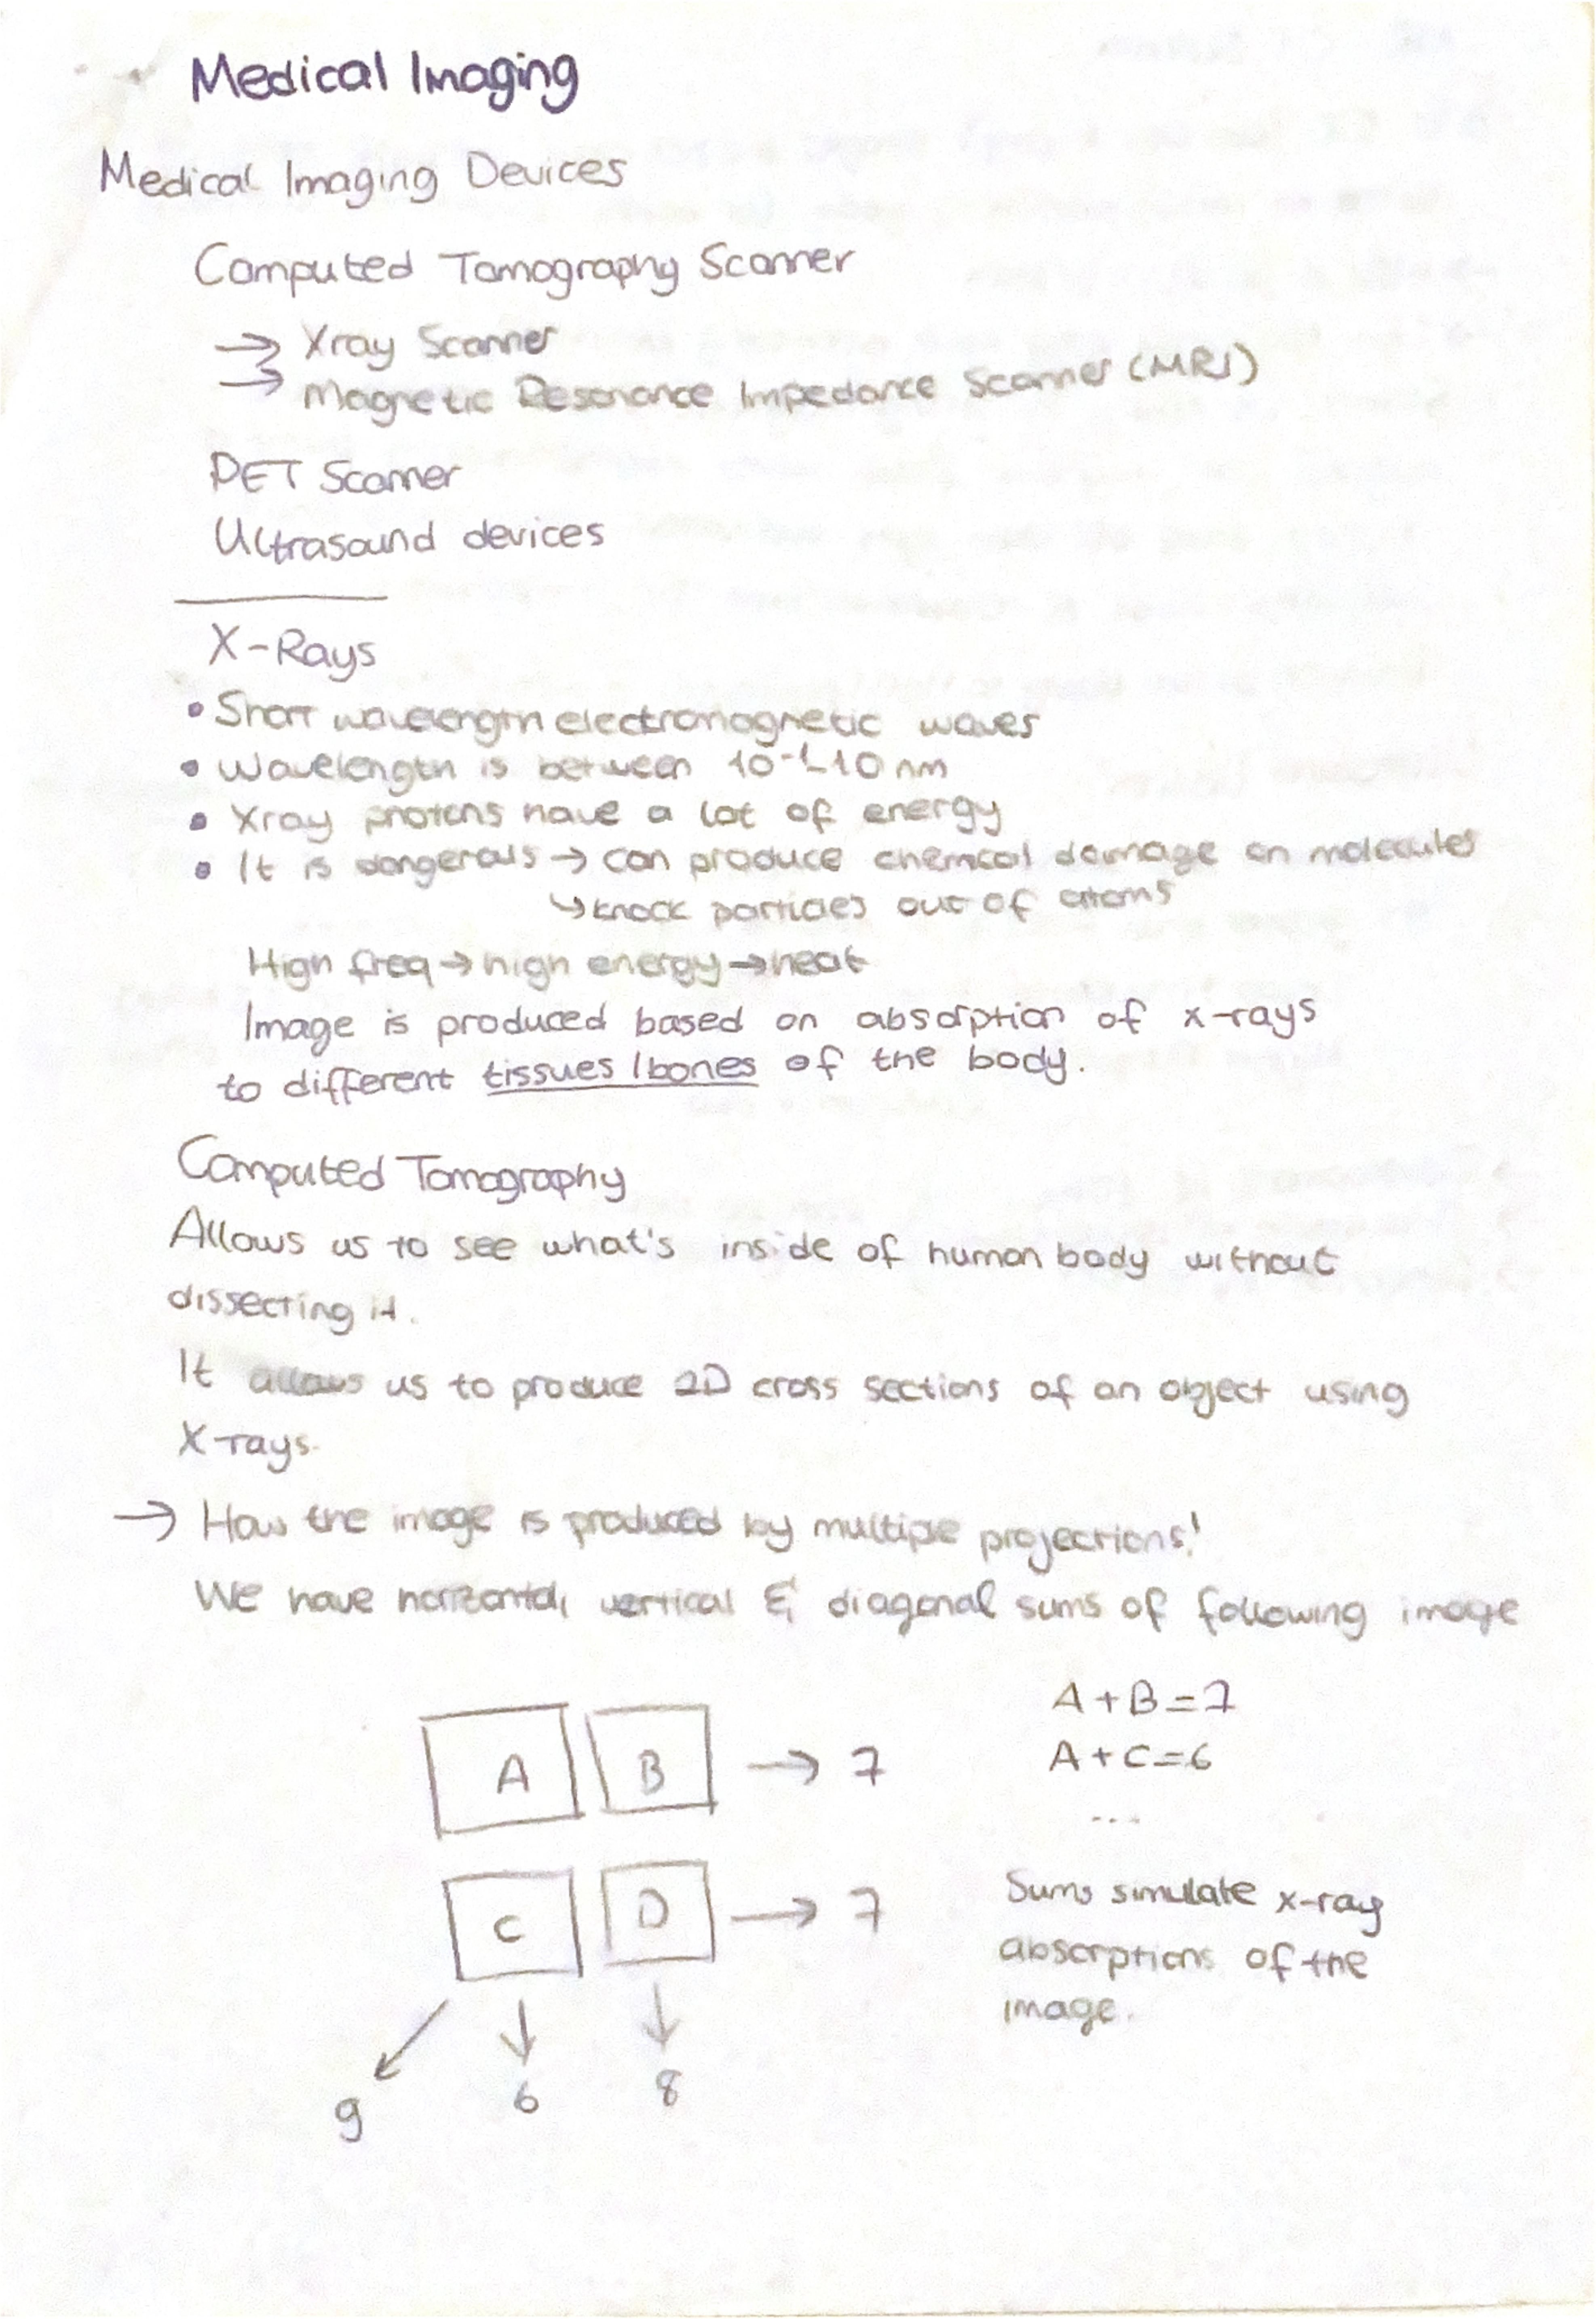 Medical Imaging
Medical Imaging Devices
Computed Tomography Scanner
→ Xray Scanner
→ Magnetic Resonance Impedance Scanner (MRI)
PET Scanner
Ultrasound devices
X-Rays
• Short wavelength electromagnetic waves
• Wavelength is between 10⁻¹-10 nm
• Xray protons have a lot of energy
• It is dangerous → can produce chemical damage on molecules
↳ knock particles out of atoms
High freq → high energy → heat
Image is produced based on absorption of x-rays
to different tissues / bones of the body.
Computed Tomography
Allows us to see what's inside of human body without
dissecting it.
It allows us to produce 2D cross sections of an object using
X-rays.
→ How the image is produced by multiple projections!
We have horizontal, vertical & diagonal sums of following image
A B → 7
A + B = 7
A + C = 6
...
C D → 7
Sums simulate x-ray
absorptions of the
image.
9 6 8